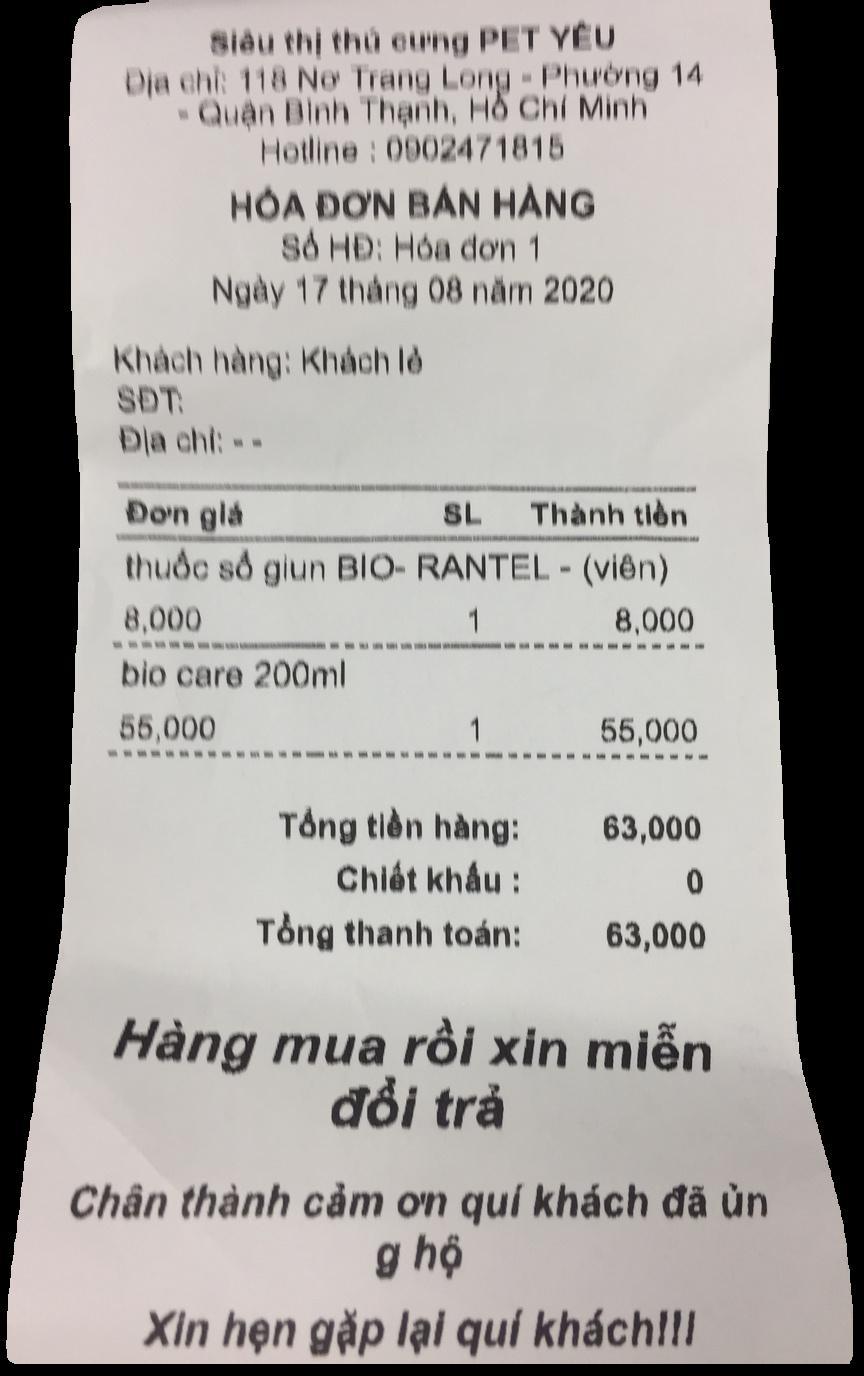 Siêu thị thú cưng PET YÊU
Địa chỉ: 118 Nơ Trang Long - Phường 14
- Quận Bình Thạnh, Hồ Chí Minh
Hotline : 0902471815
HÓA ĐƠN BÁN HÀNG
Số HĐ: Hóa đơn 1
Ngày 17 tháng 08 năm 2020
Khách hàng: Khách lẻ
SĐT:
Địa chỉ: - -
Đơn giá SL Thành tiền
thuốc sổ giun BIO- RANTEL - (viên)
8,000 1 8,000
bio care 200ml
55,000 1 55,000
Tổng tiền hàng: 63,000
Chiết khấu : 0
Tổng thanh toán: 63,000
Hàng mua rồi xin miễn
đổi trả
Chân thành cảm ơn quí khách đã ủn
g hộ
Xin hẹn gặp lại quí khách!!!